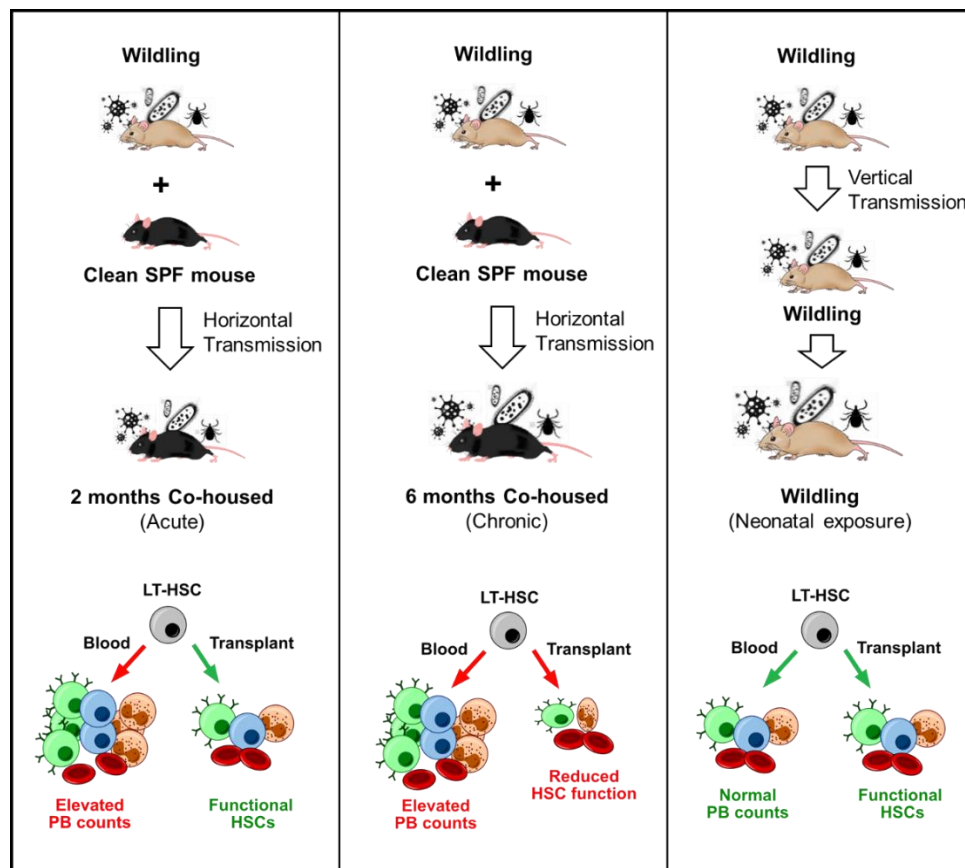 Wildling
+
Clean SPF mouse
Horizontal
Transmission
2 months Co-housed
(Acute)
LT-HSC
Blood
Transplant
Elevated
PB counts
Functional
HSCs
Wildling
+
Clean SPF mouse
Horizontal
Transmission
6 months Co-housed
(Chronic)
LT-HSC
Blood
Transplant
Elevated
PB counts
Reduced
HSC function
Wildling
Vertical
Transmission
Wildling
Wildling
(Neonatal exposure)
LT-HSC
Blood
Transplant
Normal
PB counts
Functional
HSCs